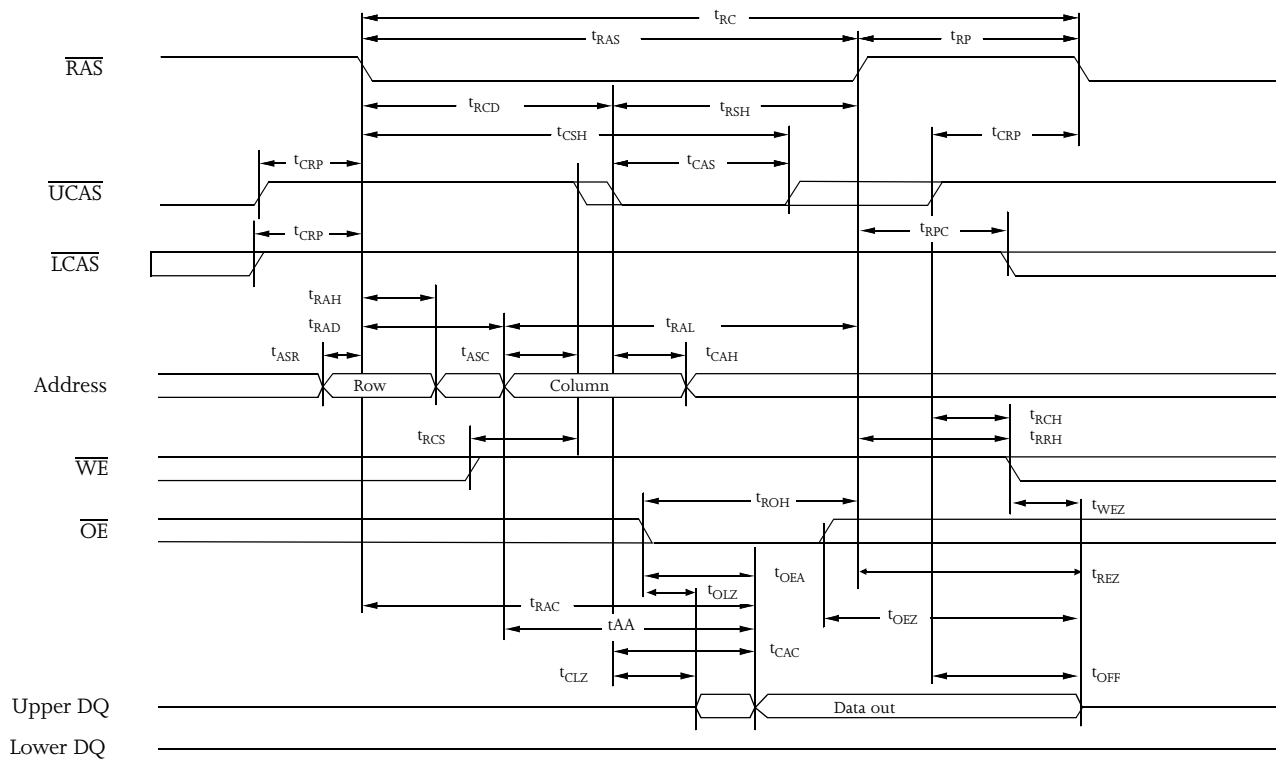 tRC
tRAS
tRP
RAS
tRCD
tRSH
tCSH
tCRP
tCRP
tCAS
UCAS
tCRP
tRPC
LCAS
tRAH
tRAD
tRAL
tASR
tASC
tCAH
Address
Row
Column
tRCH
tRCS
tRRH
WE
tROH
tWEZ
OE
tOEA
tREZ
tOLZ
tRAC
tOEZ
tAA
tCAC
tCLZ
tOFF
Upper DQ
Data out
Lower DQ